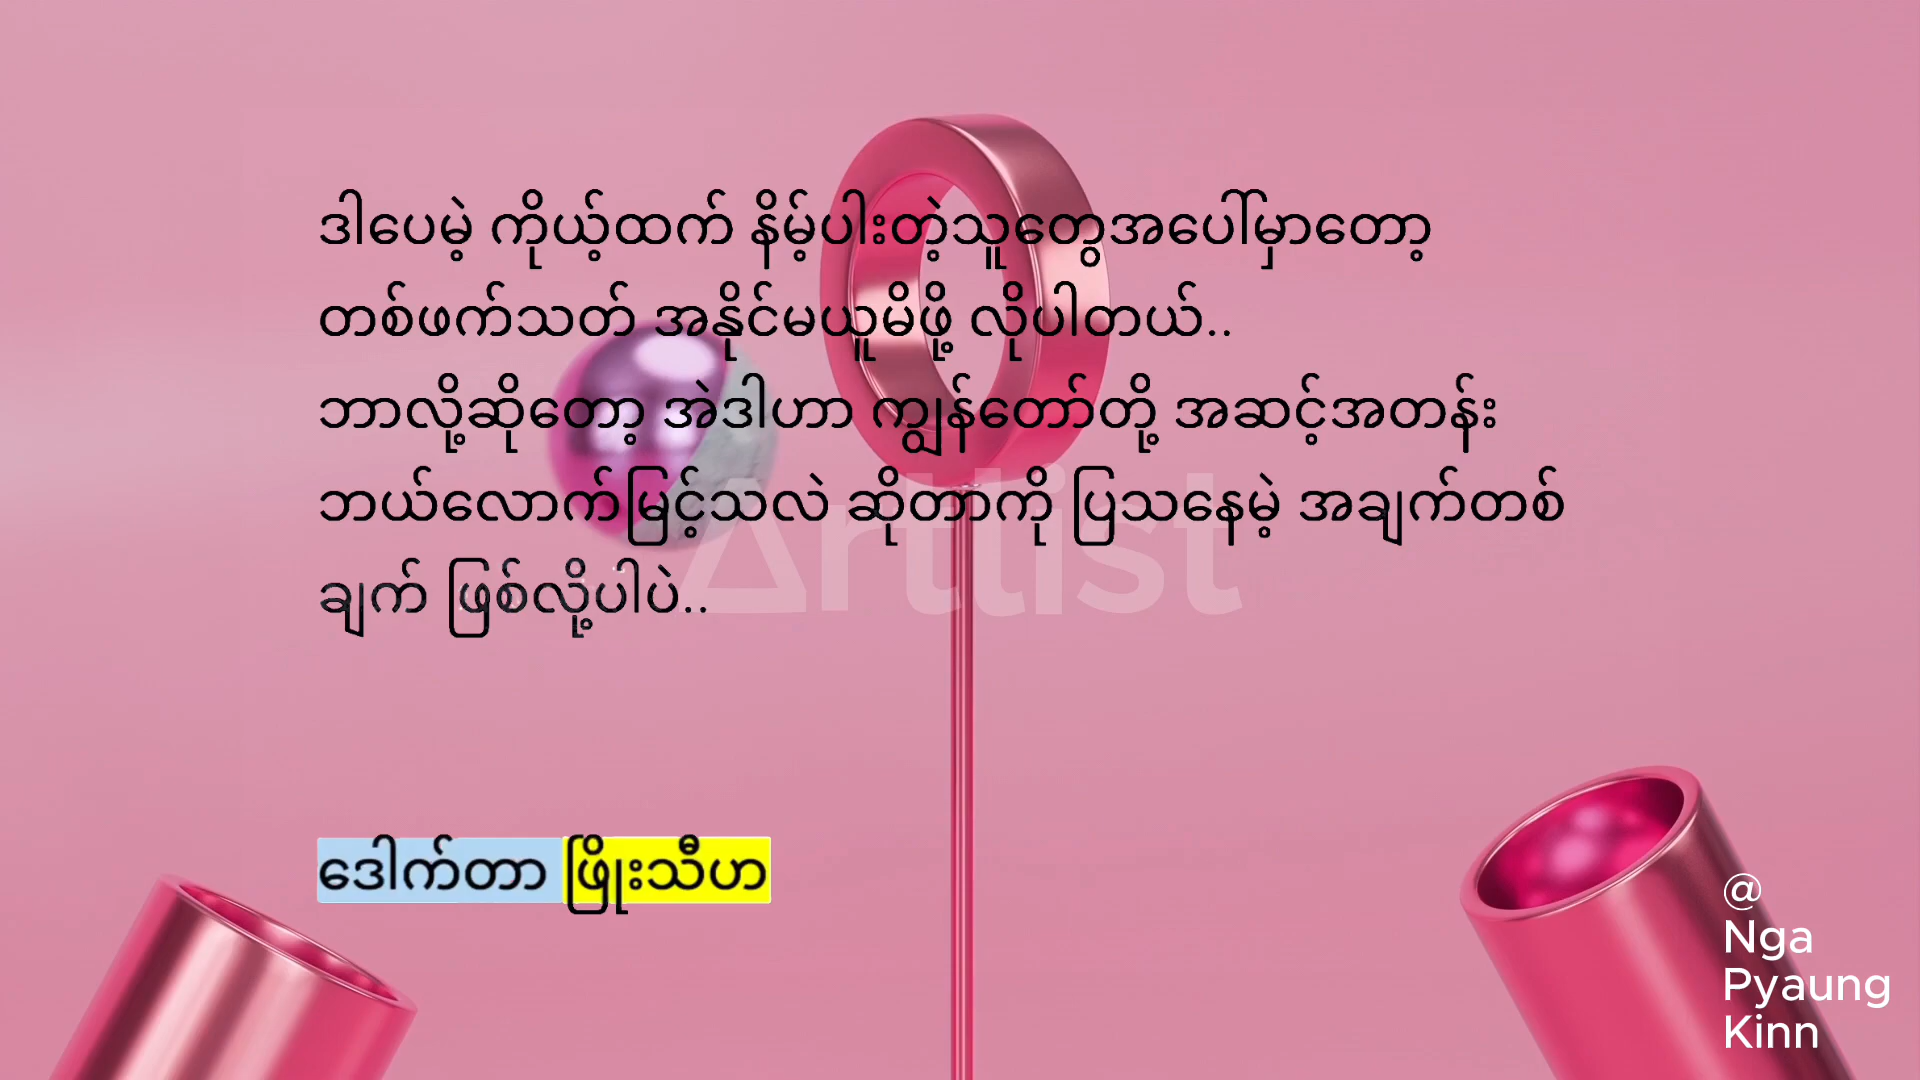 ဒါပေမဲ့ ကိုယ့်ထက် နိမ့်ပါးတဲ့သူတွေအပေါ်မှာတော့
တစ်ဖက်သတ် အနိုင်မယူမိဖို့ လိုပါတယ်..
ဘာလို့ဆိုတော့ အဲဒါဟာ ကျွန်တော်တို့ အဆင့်အတန်း
ဘယ်လောက်မြင့်သလဲ ဆိုတာကို ပြသနေမဲ့ အချက်တစ်
ချက် ဖြစ်လို့ပါပဲ..
Artlist
ဒေါက်တာ ဖြိုးသီဟ
@
Nga
Pyaung
Kinn